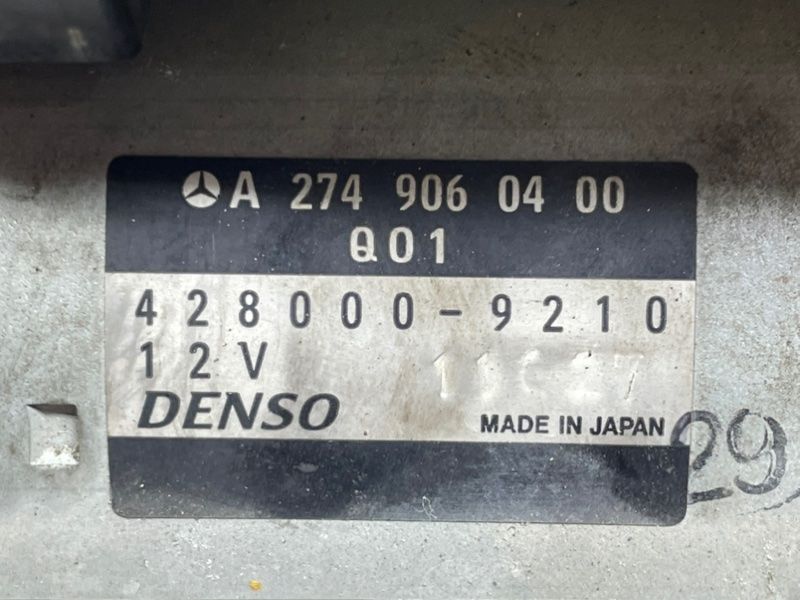 A 274 906 04 00
Q01
428000-9210
12V
DENSO
MADE IN JAPAN
29